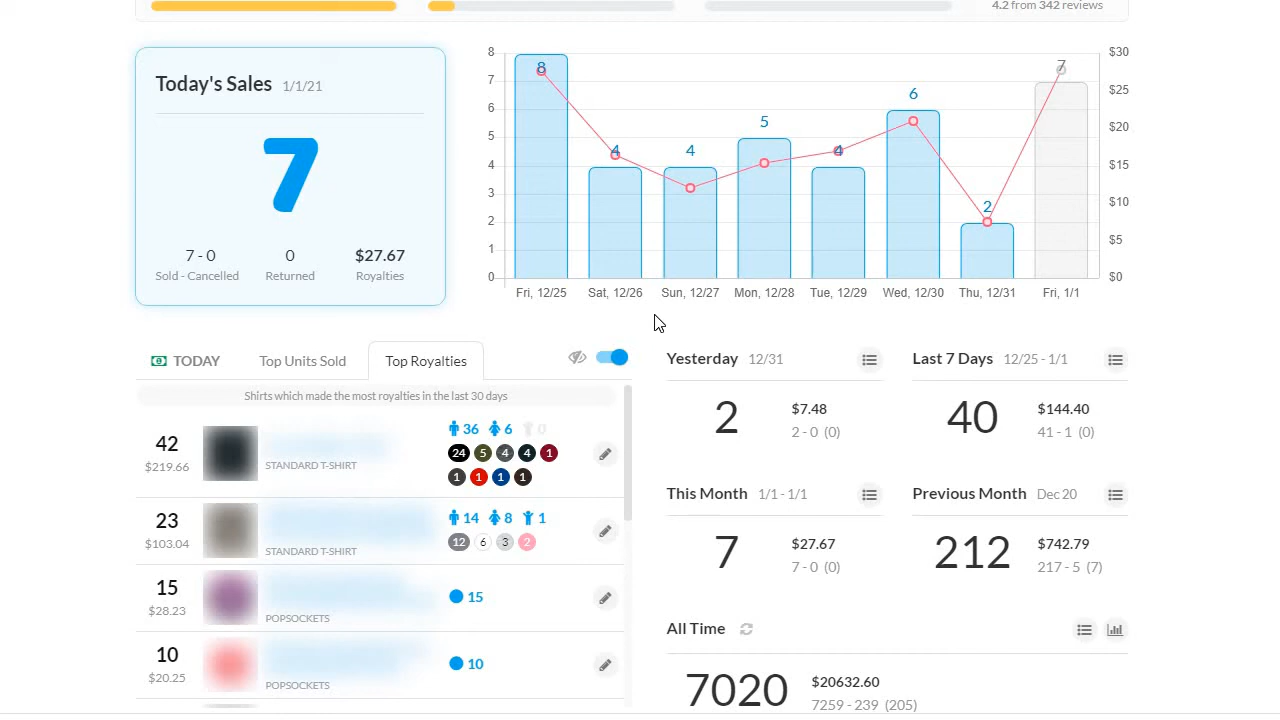 4.2 from 342 reviews
Today's Sales 1/1/21
7
7 - 0 0 $27.67
Sold - Cancelled Returned Royalties
8 $30
7 $25
6 $20
5
4 $15
3 $10
2
1 $5
0 $0
8 4 4 5 4 6 2 7
Fri, 12/25 Sat, 12/26 Sun, 12/27 Mon, 12/28 Tue, 12/29 Wed, 12/30 Thu, 12/31 Fri, 1/1
TODAY Top Units Sold Top Royalties
Shirts which made the most royalties in the last 30 days
42 36 6 0
$219.66 STANDARD T-SHIRT 24 5 4 4 1
1 1 1 1
23 14 8 1
$103.04 STANDARD T-SHIRT 12 6 3 2
15 15
$28.23 POPSOCKETS
10 10
$20.25 POPSOCKETS
Yesterday 12/31
2 $7.48
2 - 0 (0)
Last 7 Days 12/25 - 1/1
40 $144.40
41 - 1 (0)
This Month 1/1 - 1/1
7 $27.67
7 - 0 (0)
Previous Month Dec 20
212 $742.79
217 - 5 (7)
All Time
7020 $20632.60
7259 - 239 (205)